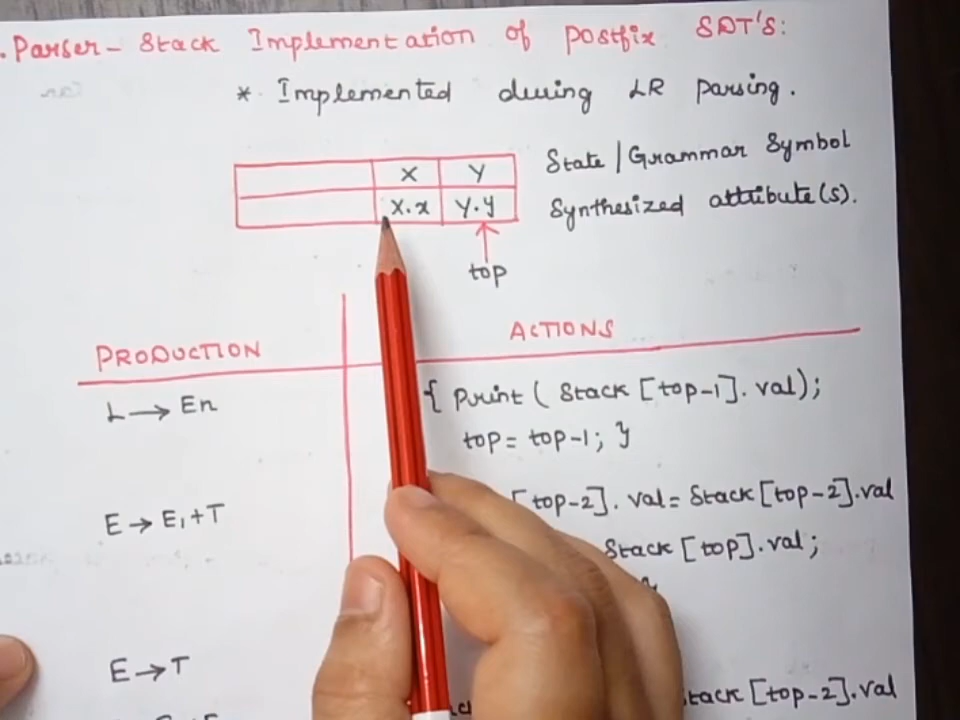 . Parser - Stack Implementation of Postfix SDT'S:
* Implemented during LR Parsing.
X Y State / Grammar Symbol
X.x Y.y Synthesized attribute(s).
top
PRODUCTION ACTIONS
L → En { Print ( Stack [top-1]. val);
top = top-1; }
E → E₁ + T [top-2]. val = Stack [top-2].val
Stack [top].val;
E → T
Stack [top-2].val